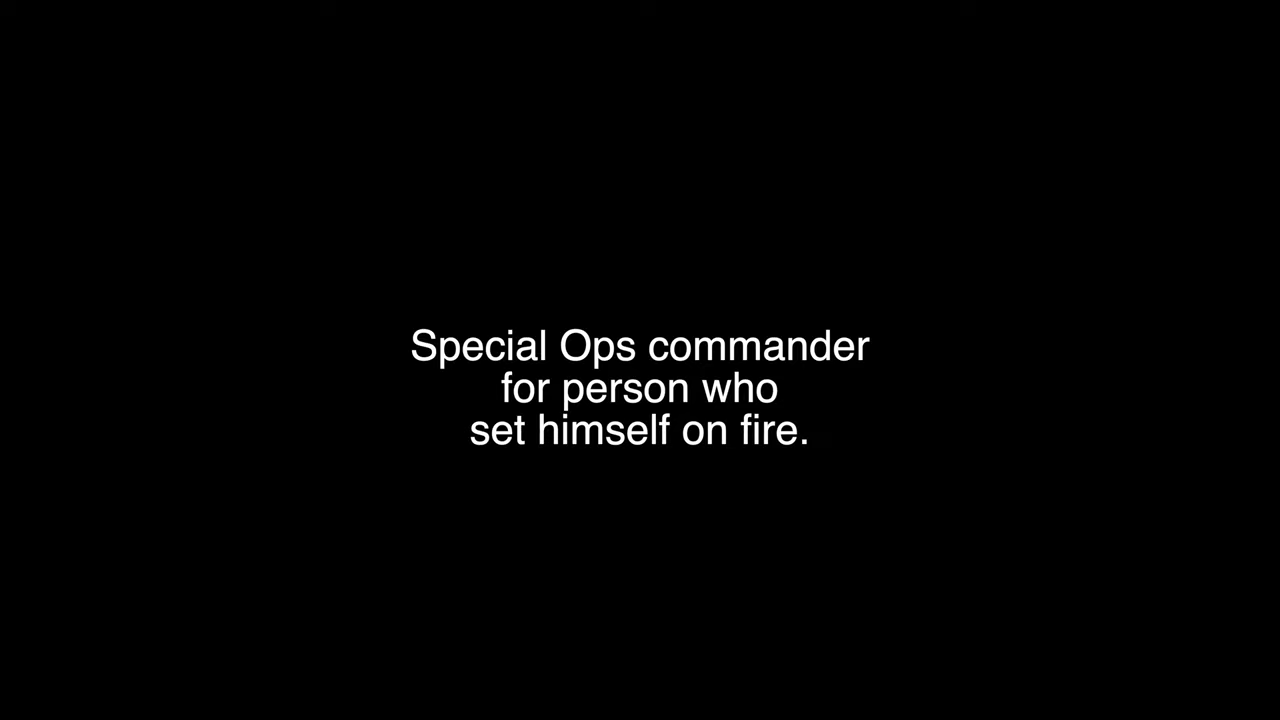 Special Ops commander
for person who
set himself on fire.